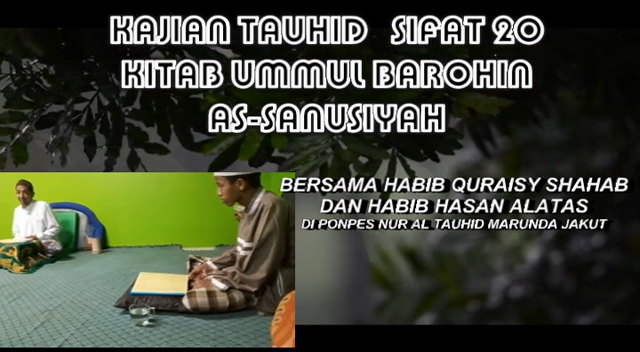 KAJIAN TAUHID SIFAT 20
KITAB UMMUL BAROHIN
AS-SANUSIYAH
BERSAMA HABIB QURAISY SHAHAB
DAN HABIB HASAN ALATAS
DI PONPES NUR AL TAUHID MARUNDA JAKUT